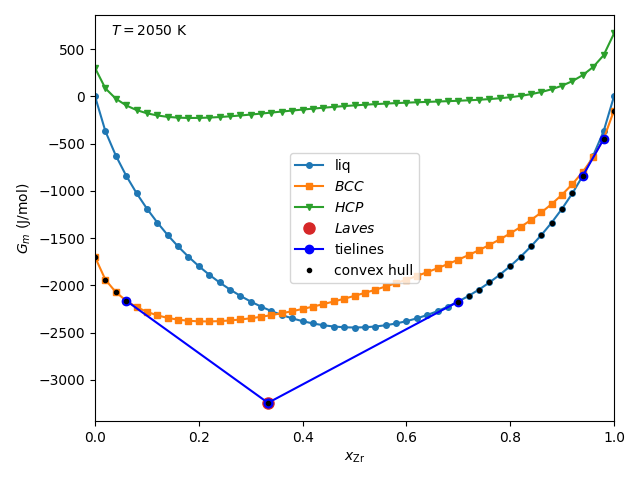 T = 2050 K
500
0
−500
−1000
−1500
−2000
−2500
−3000
G_m (J/mol)
liq
BCC
HCP
Laves
tielines
convex hull
0.0 0.2 0.4 0.6 0.8 1.0
x_Zr